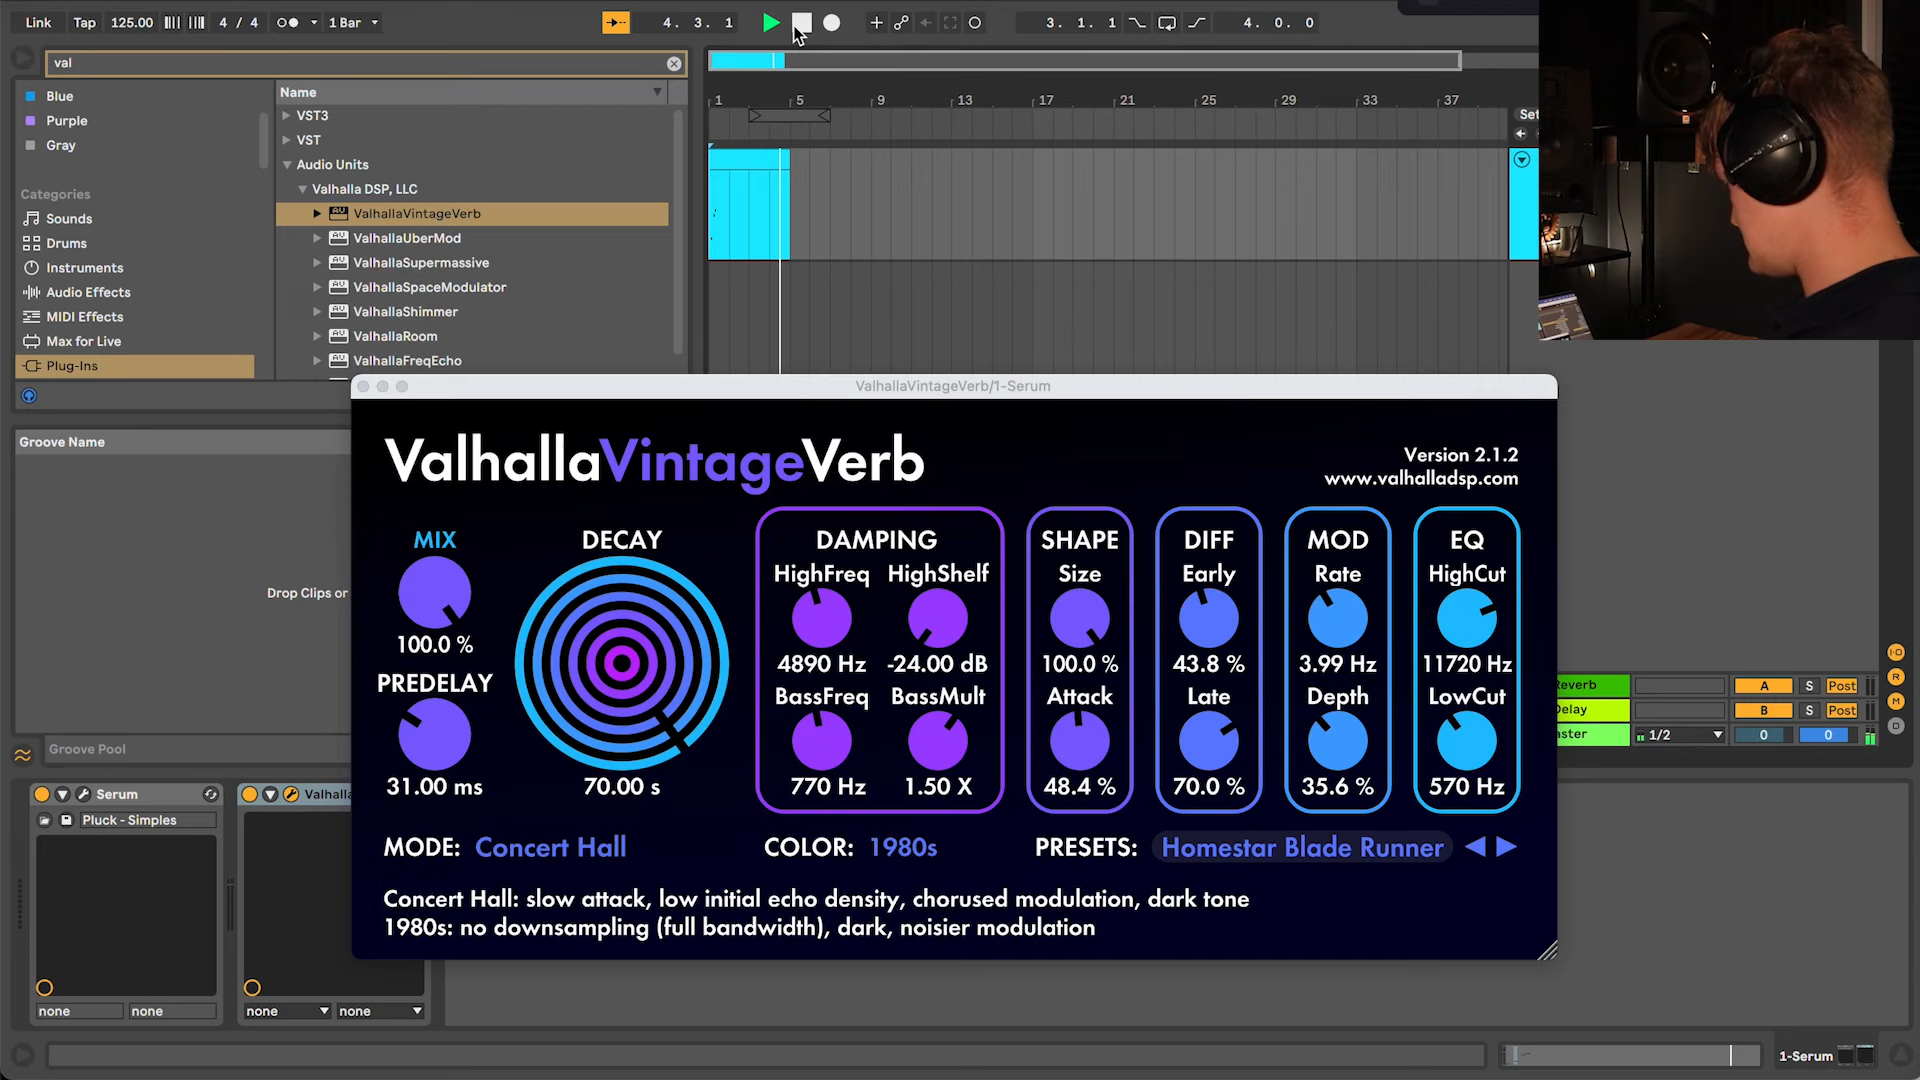 Link Tap 125.00 4 / 4 1 Bar 4. 3. 1 3. 1. 1 4. 0. 0
val
Blue
Purple
Gray
Categories
Sounds
Drums
Instruments
Audio Effects
MIDI Effects
Max for Live
Plug-Ins
Name
VST3
VST
Audio Units
Valhalla DSP, LLC
ValhallaVintageVerb
ValhallaUberMod
ValhallaSupermassive
ValhallaSpaceModulator
ValhallaShimmer
ValhallaRoom
ValhallaFreqEcho
1 5 9 13 17 21 25 29 33 37
Set
Groove Name
Drop Clips or
Groove Pool
ValhallaVintageVerb/1-Serum
ValhallaVintageVerb
Version 2.1.2
www.valhalladsp.com
MIX
100.0 %
PREDELAY
31.00 ms
DECAY
70.00 s
DAMPING
HighFreq HighShelf
4890 Hz -24.00 dB
BassFreq BassMult
770 Hz 1.50 X
SHAPE
Size
100.0 %
Attack
48.4 %
DIFF
Early
43.8 %
Late
70.0 %
MOD
Rate
3.99 Hz
Depth
35.6 %
EQ
HighCut
11720 Hz
LowCut
570 Hz
MODE: Concert Hall COLOR: 1980s PRESETS: Homestar Blade Runner
Concert Hall: slow attack, low initial echo density, chorused modulation, dark tone
1980s: no downsampling (full bandwidth), dark, noisier modulation
everb A S Post
Delay B S Post
aster 1/2 0 0
I·O
R
M
D
Serum
Pluck - Simples
none none
Valhalla
none none
1-Serum